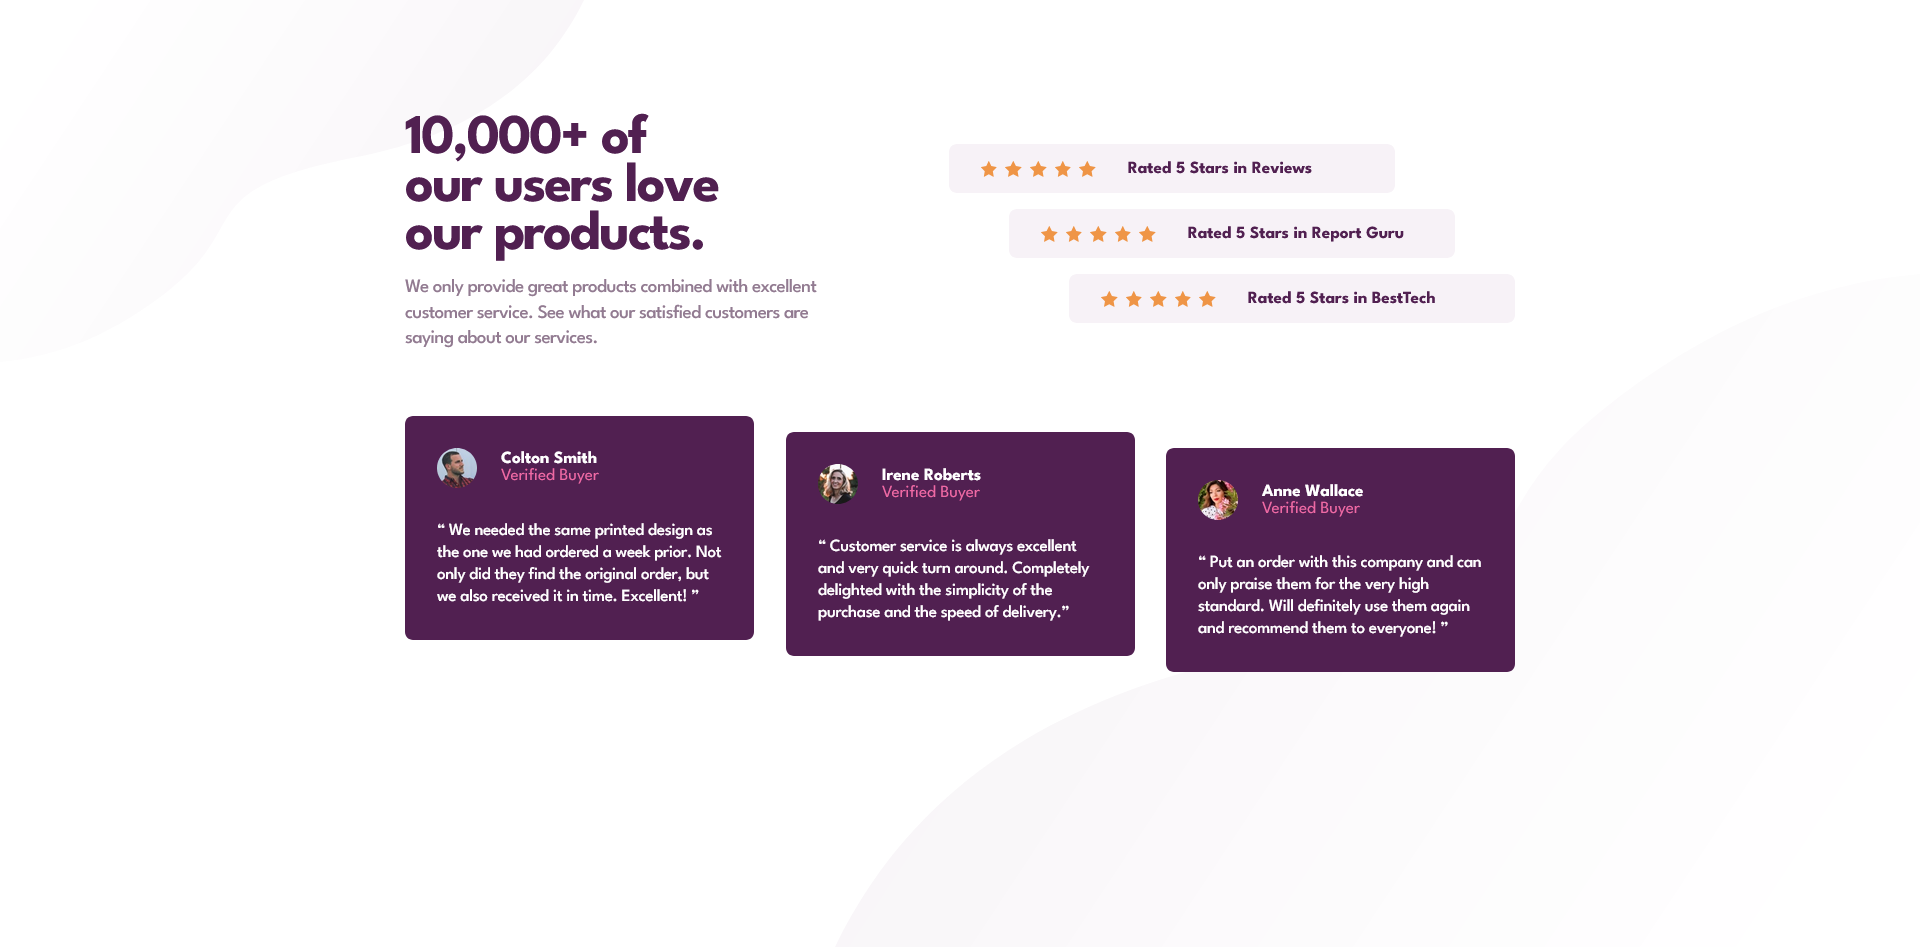 10,000+ of
our users love
our products.
We only provide great products combined with excellent
customer service. See what our satisfied customers are
saying about our services.
Rated 5 Stars in Reviews
Rated 5 Stars in Report Guru
Rated 5 Stars in BestTech
Colton Smith
Verified Buyer
“ We needed the same printed design as
the one we had ordered a week prior. Not
only did they find the original order, but
we also received it in time. Excellent! ”
Irene Roberts
Verified Buyer
“ Customer service is always excellent
and very quick turn around. Completely
delighted with the simplicity of the
purchase and the speed of delivery.”
Anne Wallace
Verified Buyer
“ Put an order with this company and can
only praise them for the very high
standard. Will definitely use them again
and recommend them to everyone! ”